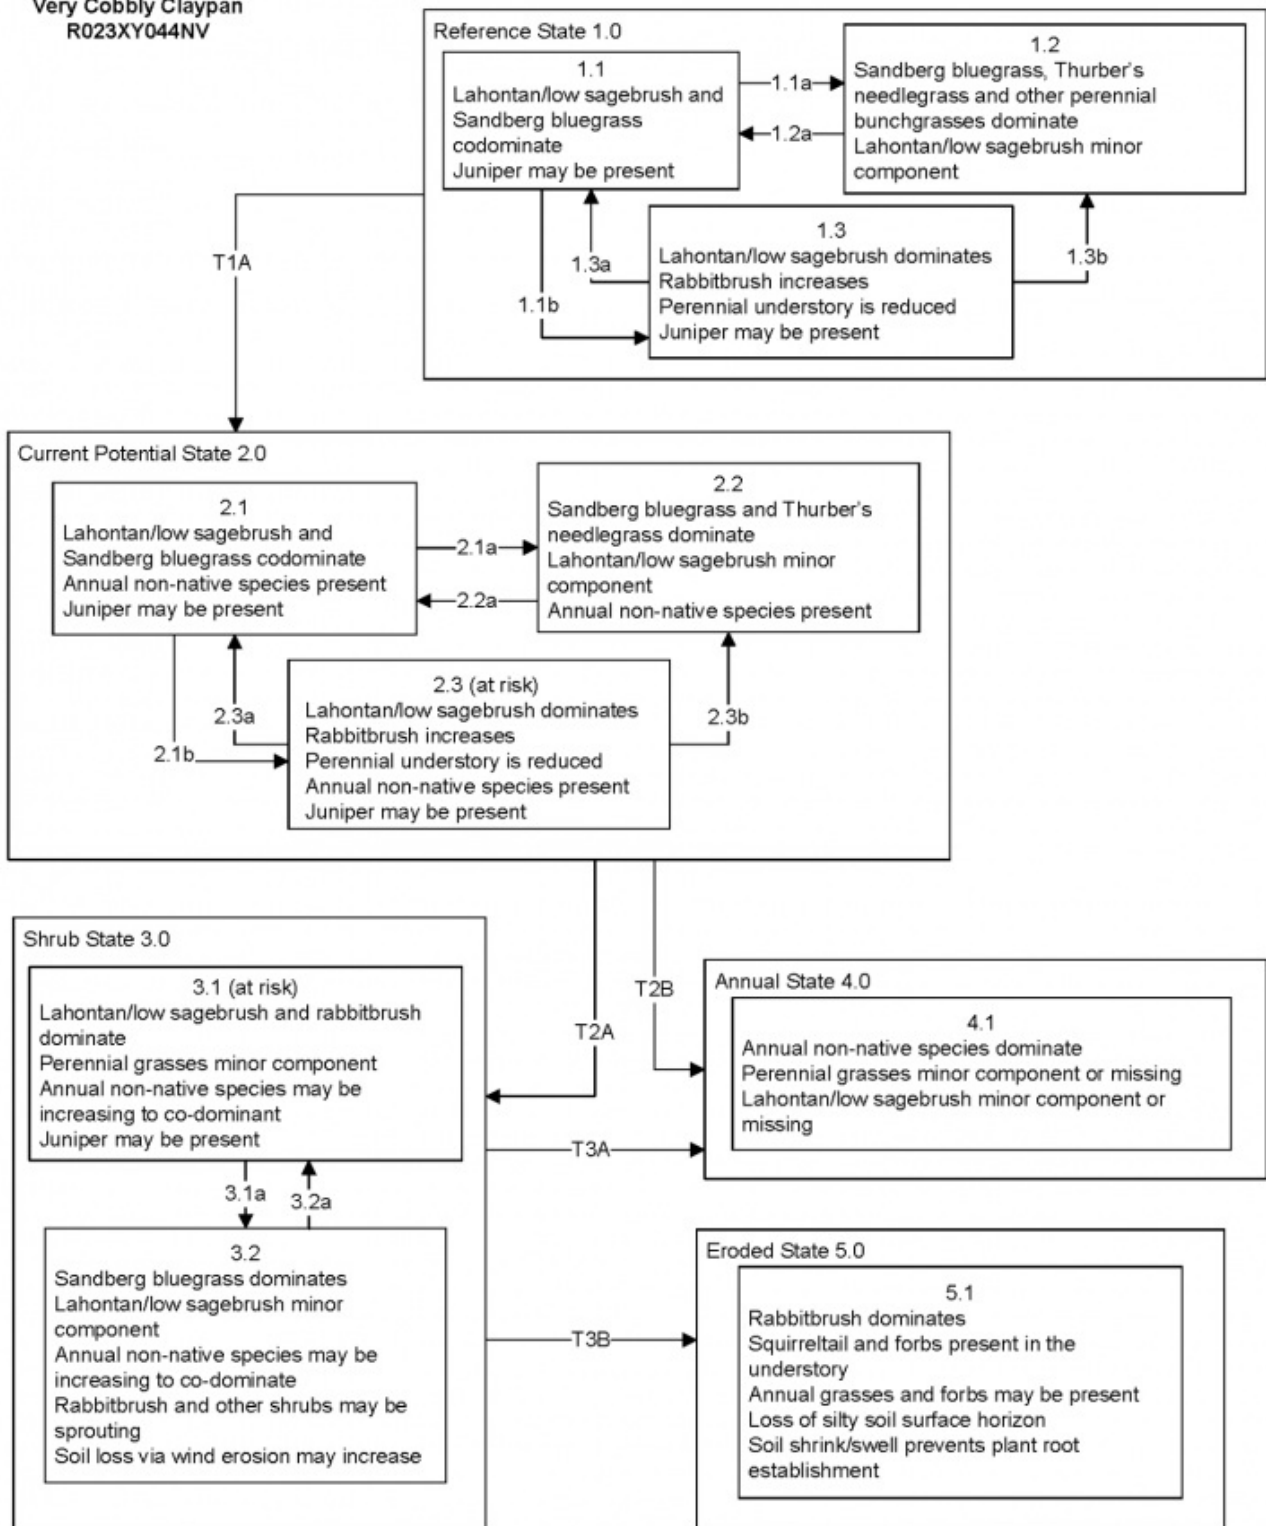 Very Cobbly Claypan
R023XY044NV
Reference State 1.0
1.1
Lahontan/low sagebrush and
Sandberg bluegrass
codominate
Juniper may be present
1.1a
1.2a
1.2
Sandberg bluegrass, Thurber's
needlegrass and other perennial
bunchgrasses dominate
Lahontan/low sagebrush minor
component
1.3a
1.1b
1.3
Lahontan/low sagebrush dominates
Rabbitbrush increases
Perennial understory is reduced
Juniper may be present
1.3b
T1A
Current Potential State 2.0
2.1
Lahontan/low sagebrush and
Sandberg bluegrass codominate
Annual non-native species present
Juniper may be present
2.1a
2.2a
2.2
Sandberg bluegrass and Thurber's
needlegrass dominate
Lahontan/low sagebrush minor
component
Annual non-native species present
2.3a
2.1b
2.3 (at risk)
Lahontan/low sagebrush dominates
Rabbitbrush increases
Perennial understory is reduced
Annual non-native species present
Juniper may be present
2.3b
Shrub State 3.0
3.1 (at risk)
Lahontan/low sagebrush and rabbitbrush
dominate
Perennial grasses minor component
Annual non-native species may be
increasing to co-dominant
Juniper may be present
3.1a
3.2a
3.2
Sandberg bluegrass dominates
Lahontan/low sagebrush minor
component
Annual non-native species may be
increasing to co-dominate
Rabbitbrush and other shrubs may be
sprouting
Soil loss via wind erosion may increase
T2A
T2B
T3A
T3B
Annual State 4.0
4.1
Annual non-native species dominate
Perennial grasses minor component or missing
Lahontan/low sagebrush minor component or
missing
Eroded State 5.0
5.1
Rabbitbrush dominates
Squirreltail and forbs present in the
understory
Annual grasses and forbs may be present
Loss of silty soil surface horizon
Soil shrink/swell prevents plant root
establishment